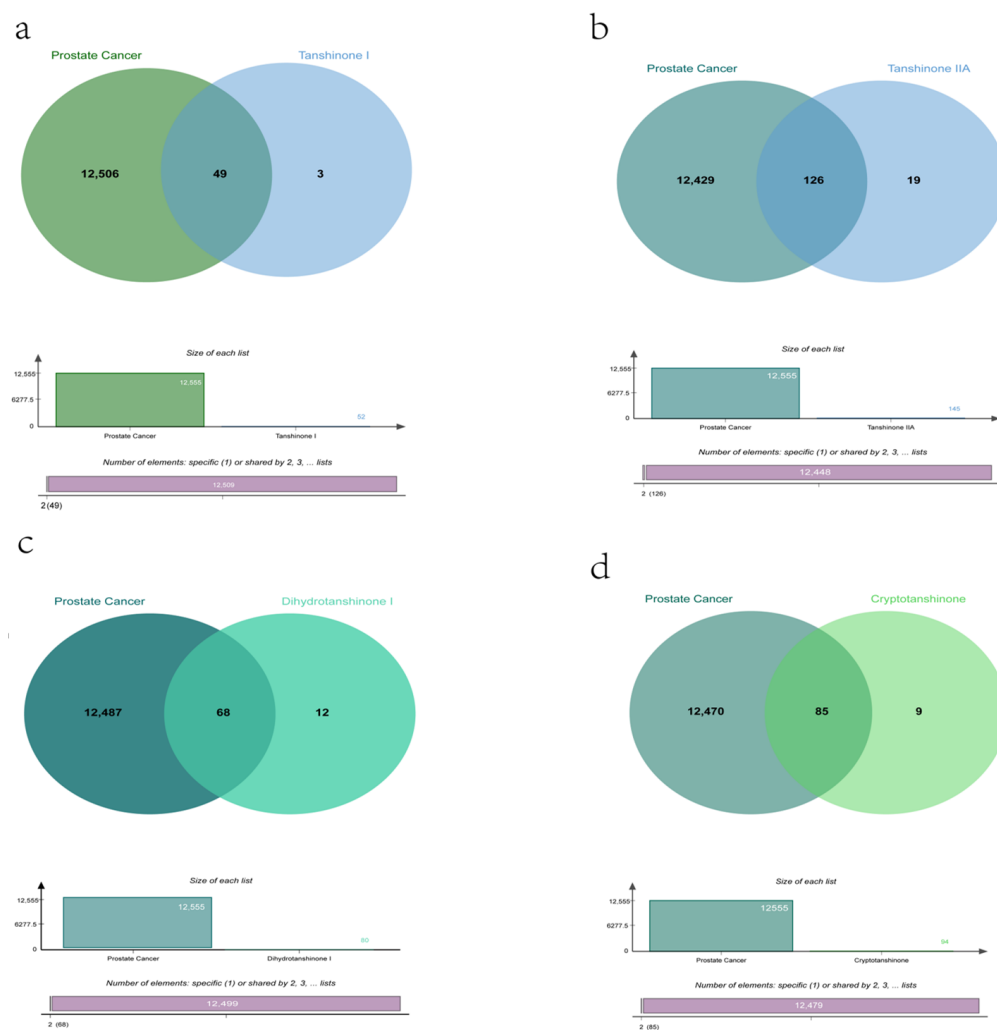 a
Prostate Cancer
Tanshinone I
12,506
49
3
Size of each list
12,555
6277.5
0
12,555
52
Prostate Cancer
Tanshinone I
Number of elements: specific (1) or shared by 2, 3, ... lists
12,509
2 (49)
b
Prostate Cancer
Tanshinone IIA
12,429
126
19
Size of each list
12,555
6277.5
0
12,555
145
Prostate Cancer
Tanshinone IIA
Number of elements: specific (1) or shared by 2, 3, ... lists
12,448
2 (126)
c
Prostate Cancer
Dihydrotanshinone I
12,487
68
12
Size of each list
12,555
6277.5
0
12,555
80
Prostate Cancer
Dihydrotanshinone I
Number of elements: specific (1) or shared by 2, 3, ... lists
12,499
2 (68)
d
Prostate Cancer
Cryptotanshinone
12,470
85
9
Size of each list
12,555
6277.5
0
12555
94
Prostate Cancer
Cryptotanshinone
Number of elements: specific (1) or shared by 2, 3, ... lists
12,479
2 (85)